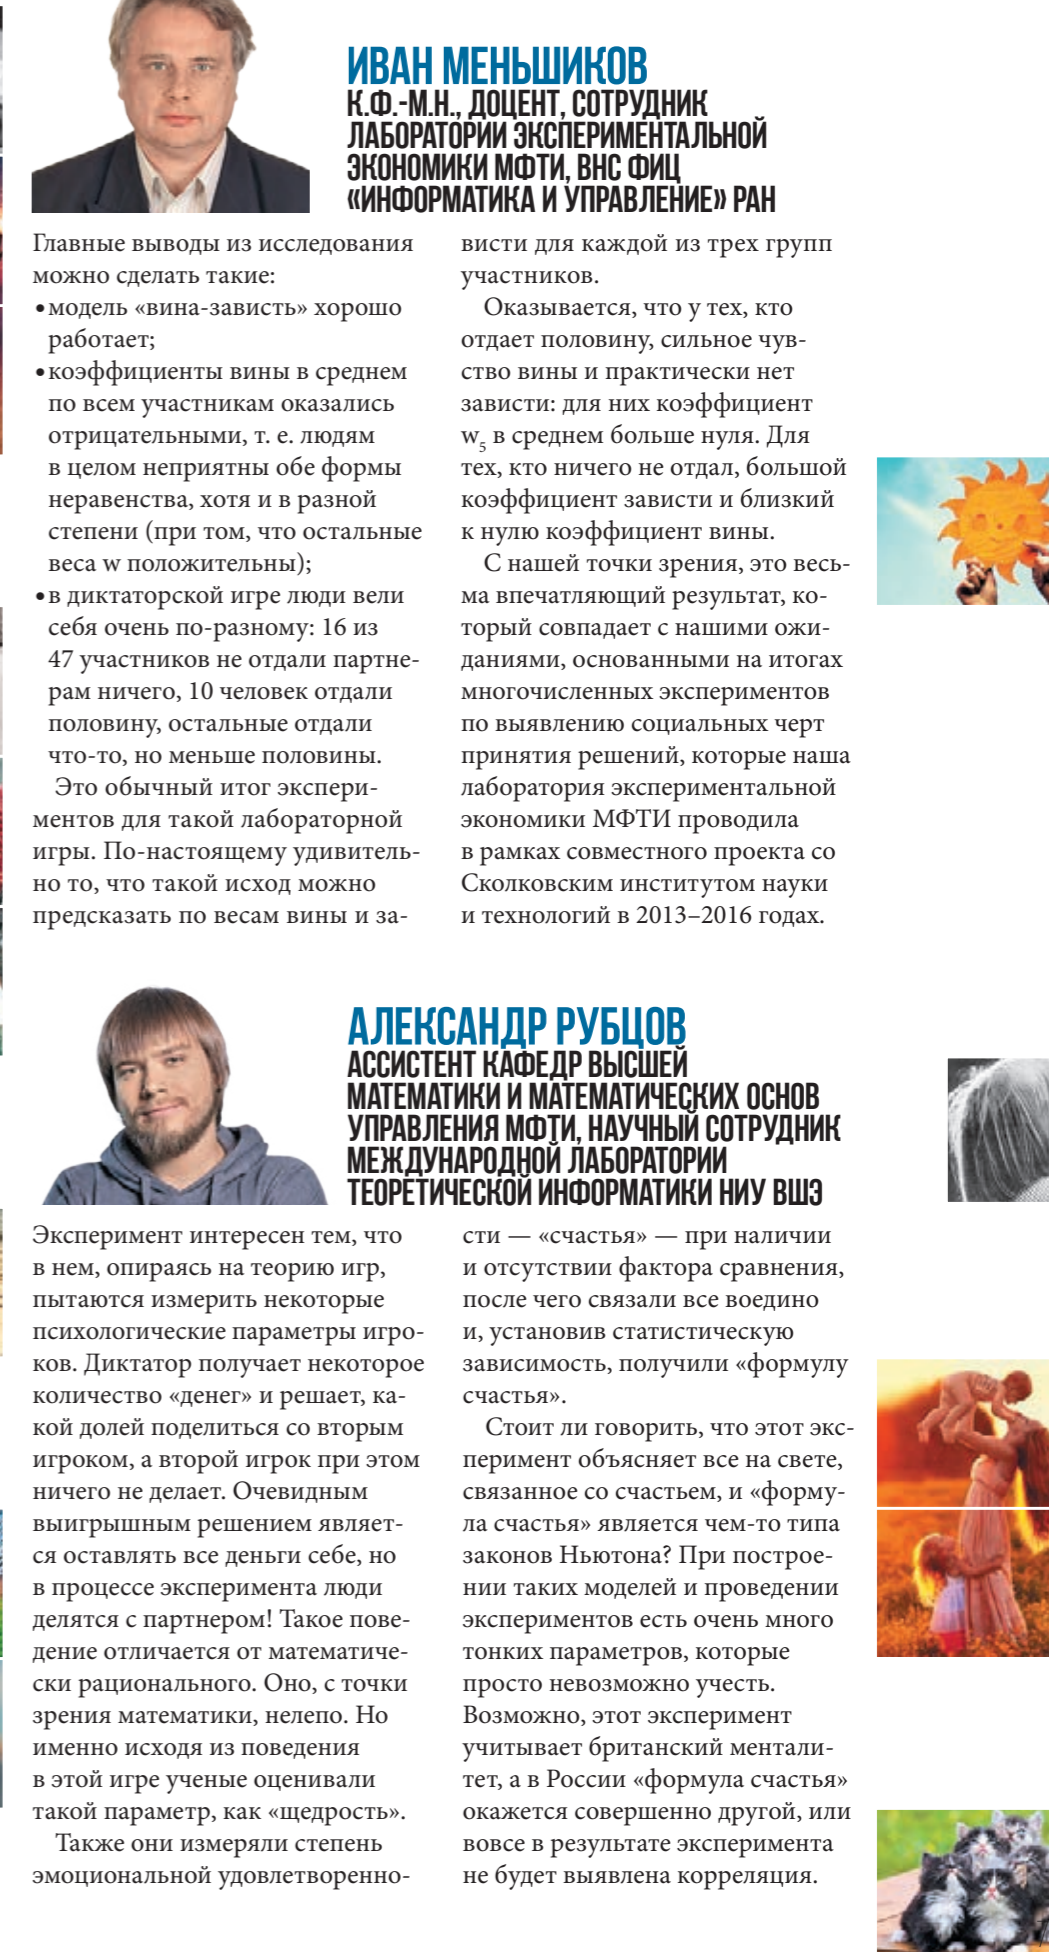 ИВАН МЕНЬШИКОВ
К.Ф.-М.Н., ДОЦЕНТ, СОТРУДНИК
ЛАБОРАТОРИИ ЭКСПЕРИМЕНТАЛЬНОЙ
ЭКОНОМИКИ МФТИ, ВНС ФИЦ
«ИНФОРМАТИКА И УПРАВЛЕНИЕ» РАН
Главные выводы из исследования
можно сделать такие:
• модель «вина-зависть» хорошо
работает;
• коэффициенты вины в среднем
по всем участникам оказались
отрицательными, т. е. людям
в целом неприятны обе формы
неравенства, хотя и в разной
степени (при том, что остальные
веса w положительны);
• в диктаторской игре люди вели
себя очень по-разному: 16 из
47 участников не отдали партне-
рам ничего, 10 человек отдали
половину, остальные отдали
что-то, но меньше половины.
Это обычный итог экспери-
ментов для такой лабораторной
игры. По-настоящему удивитель-
но то, что такой исход можно
предсказать по весам вины и за-
висти для каждой из трех групп
участников.
Оказывается, что у тех, кто
отдает половину, сильное чув-
ство вины и практически нет
зависти: для них коэффициент
w₅ в среднем больше нуля. Для
тех, кто ничего не отдал, большой
коэффициент зависти и близкий
к нулю коэффициент вины.
С нашей точки зрения, это весь-
ма впечатляющий результат, ко-
торый совпадает с нашими ожи-
даниями, основанными на итогах
многочисленных экспериментов
по выявлению социальных черт
принятия решений, которые наша
лаборатория экспериментальной
экономики МФТИ проводила
в рамках совместного проекта со
Сколковским институтом науки
и технологий в 2013–2016 годах.
АЛЕКСАНДР РУБЦОВ
АССИСТЕНТ КАФЕДР ВЫСШЕЙ
МАТЕМАТИКИ И МАТЕМАТИЧЕСКИХ ОСНОВ
УПРАВЛЕНИЯ МФТИ, НАУЧНЫЙ СОТРУДНИК
МЕЖДУНАРОДНОЙ ЛАБОРАТОРИИ
ТЕОРЕТИЧЕСКОЙ ИНФОРМАТИКИ НИУ ВШЭ
Эксперимент интересен тем, что
в нем, опираясь на теорию игр,
пытаются измерить некоторые
психологические параметры игро-
ков. Диктатор получает некоторое
количество «денег» и решает, ка-
кой долей поделиться со вторым
игроком, а второй игрок при этом
ничего не делает. Очевидным
выигрышным решением являет-
ся оставлять все деньги себе, но
в процессе эксперимента люди
делятся с партнером! Такое пове-
дение отличается от математиче-
ски рационального. Оно, с точки
зрения математики, нелепо. Но
именно исходя из поведения
в этой игре ученые оценивали
такой параметр, как «щедрость».
Также они измеряли степень
эмоциональной удовлетворенно-
сти — «счастья» — при наличии
и отсутствии фактора сравнения,
после чего связали все воедино
и, установив статистическую
зависимость, получили «формулу
счастья».
Стоит ли говорить, что этот экс-
перимент объясняет все на свете,
связанное со счастьем, и «форму-
ла счастья» является чем-то типа
законов Ньютона? При построе-
нии таких моделей и проведении
экспериментов есть очень много
тонких параметров, которые
просто невозможно учесть.
Возможно, этот эксперимент
учитывает британский ментали-
тет, а в России «формула счастья»
окажется совершенно другой, или
вовсе в результате эксперимента
не будет выявлена корреляция.